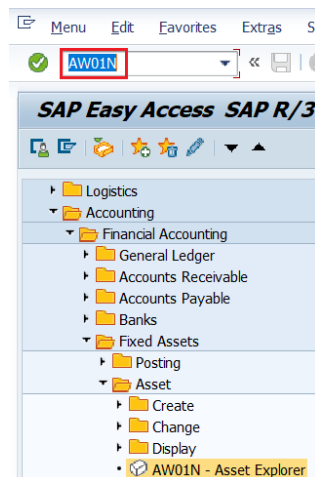 Menu Edit Favorites Extras S
AW01N
SAP Easy Access SAP R/3
Logistics
Accounting
Financial Accounting
General Ledger
Accounts Receivable
Accounts Payable
Banks
Fixed Assets
Posting
Asset
Create
Change
Display
AW01N - Asset Explorer